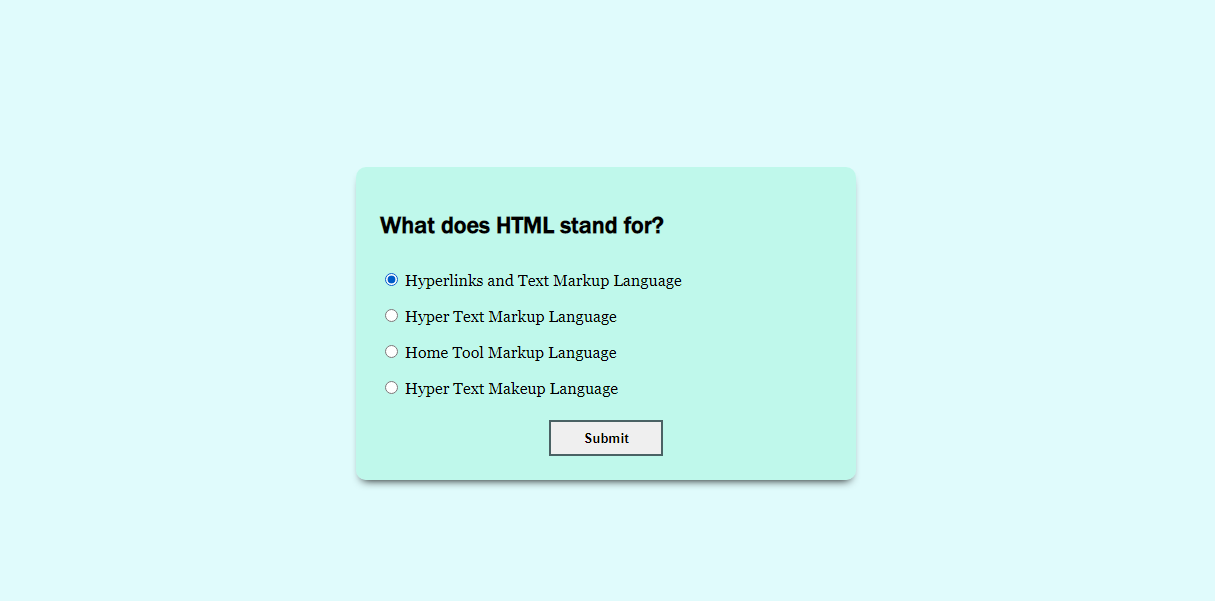 What does HTML stand for?
Hyperlinks and Text Markup Language
Hyper Text Markup Language
Home Tool Markup Language
Hyper Text Makeup Language
Submit